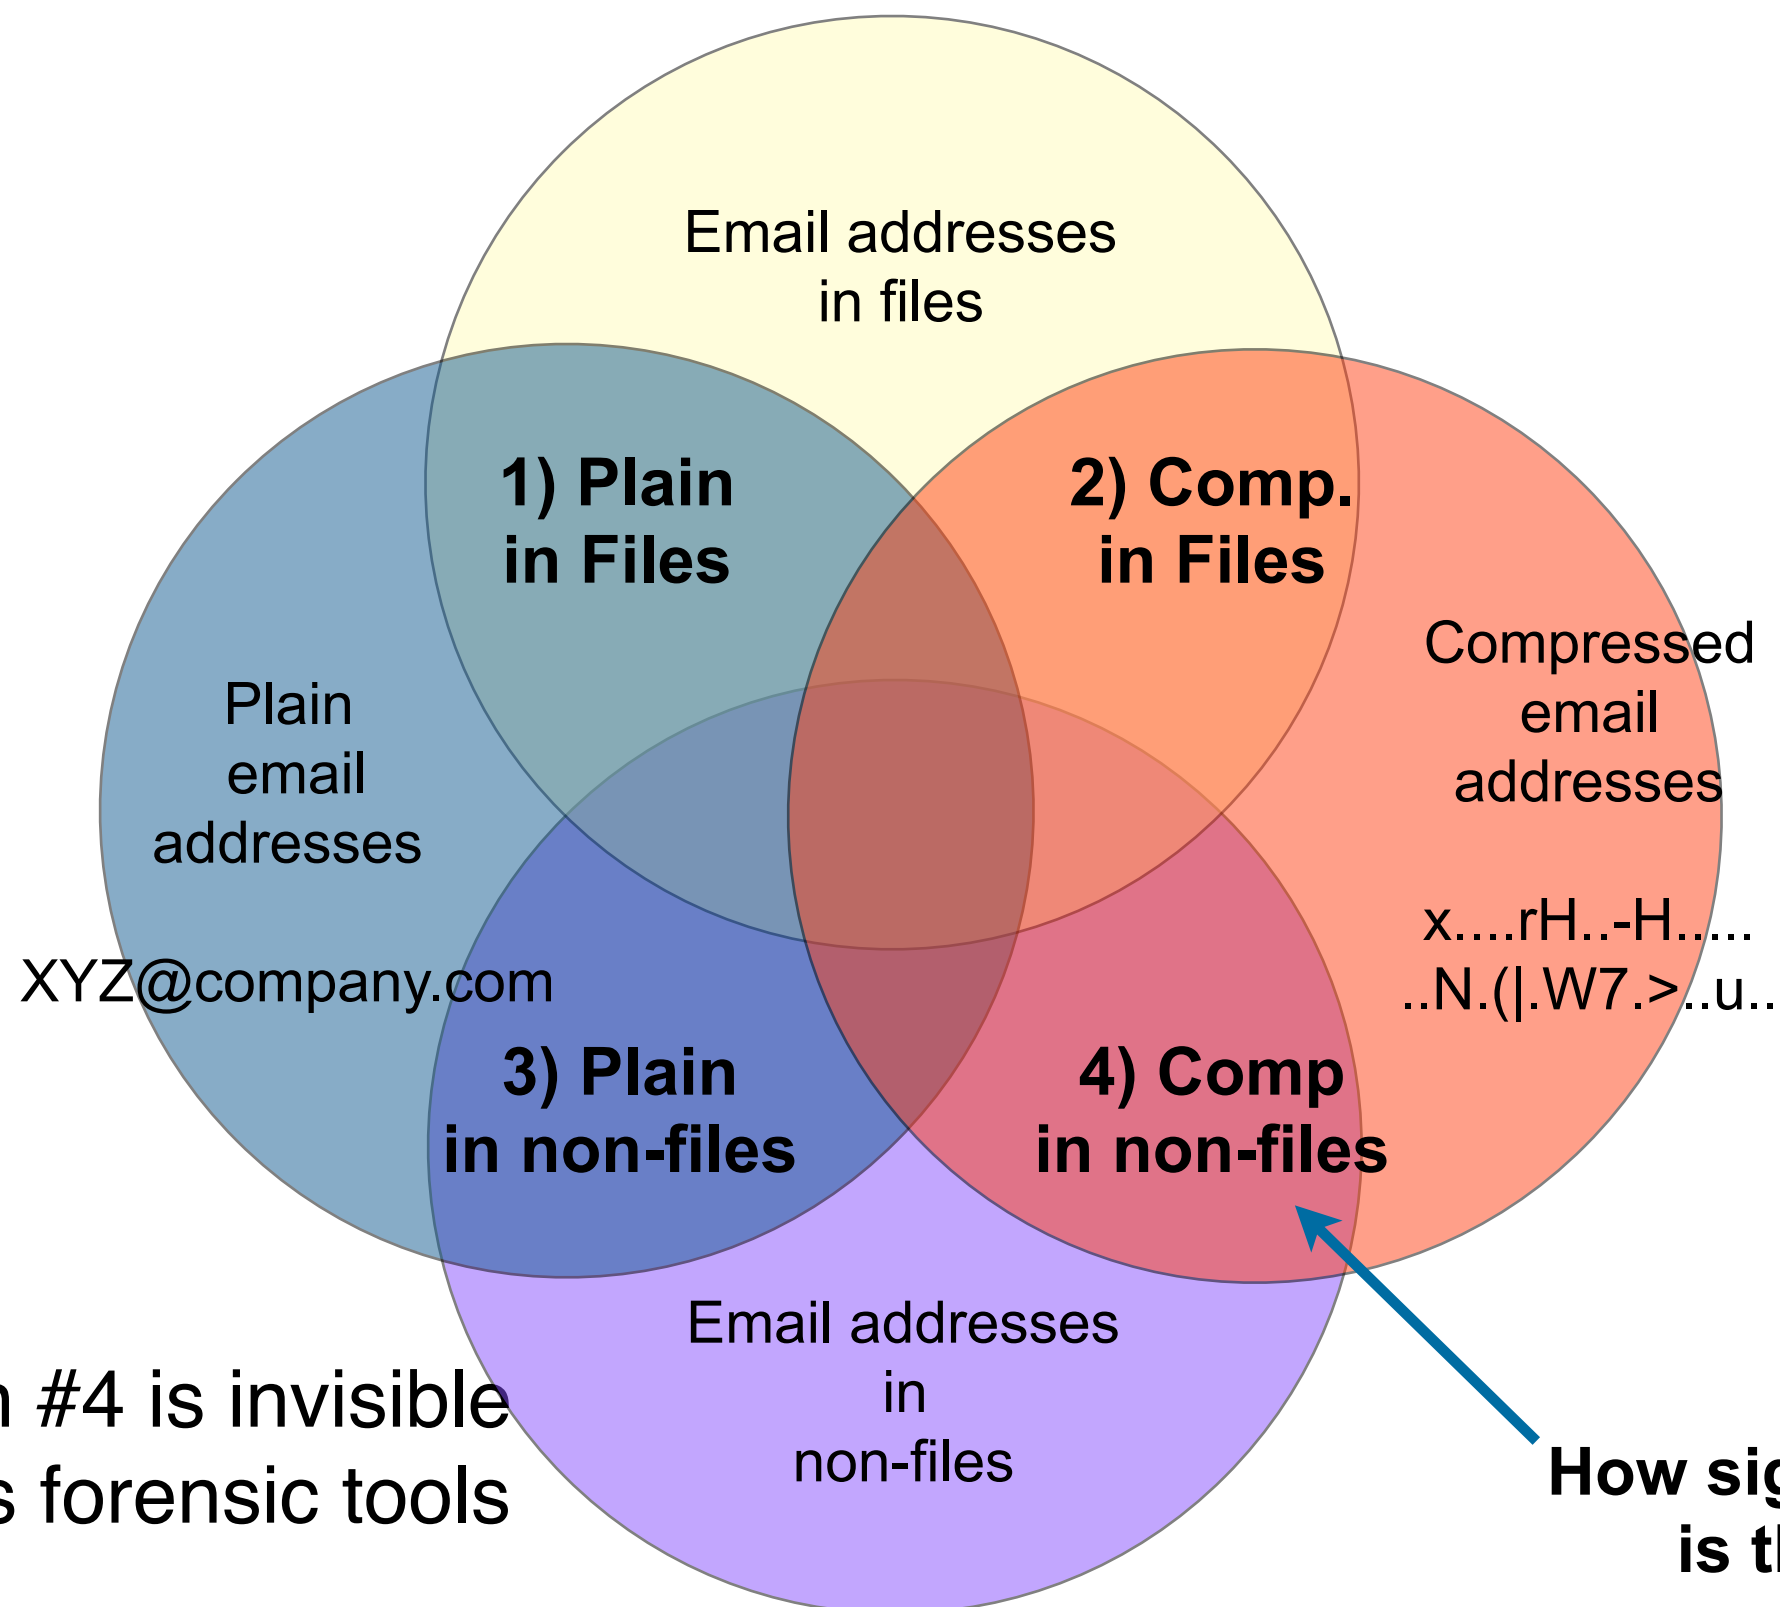 Email addresses
in files
1) Plain
in Files
2) Comp.
in Files
Plain
email
addresses
XYZ@company.com
Compressed
email
addresses
x....rH..-H.....
..N.(|.W7.>..u..
3) Plain
in non-files
4) Comp
in non-files
Email addresses
in
non-files
#4 is invisible
forensic tools
How
is